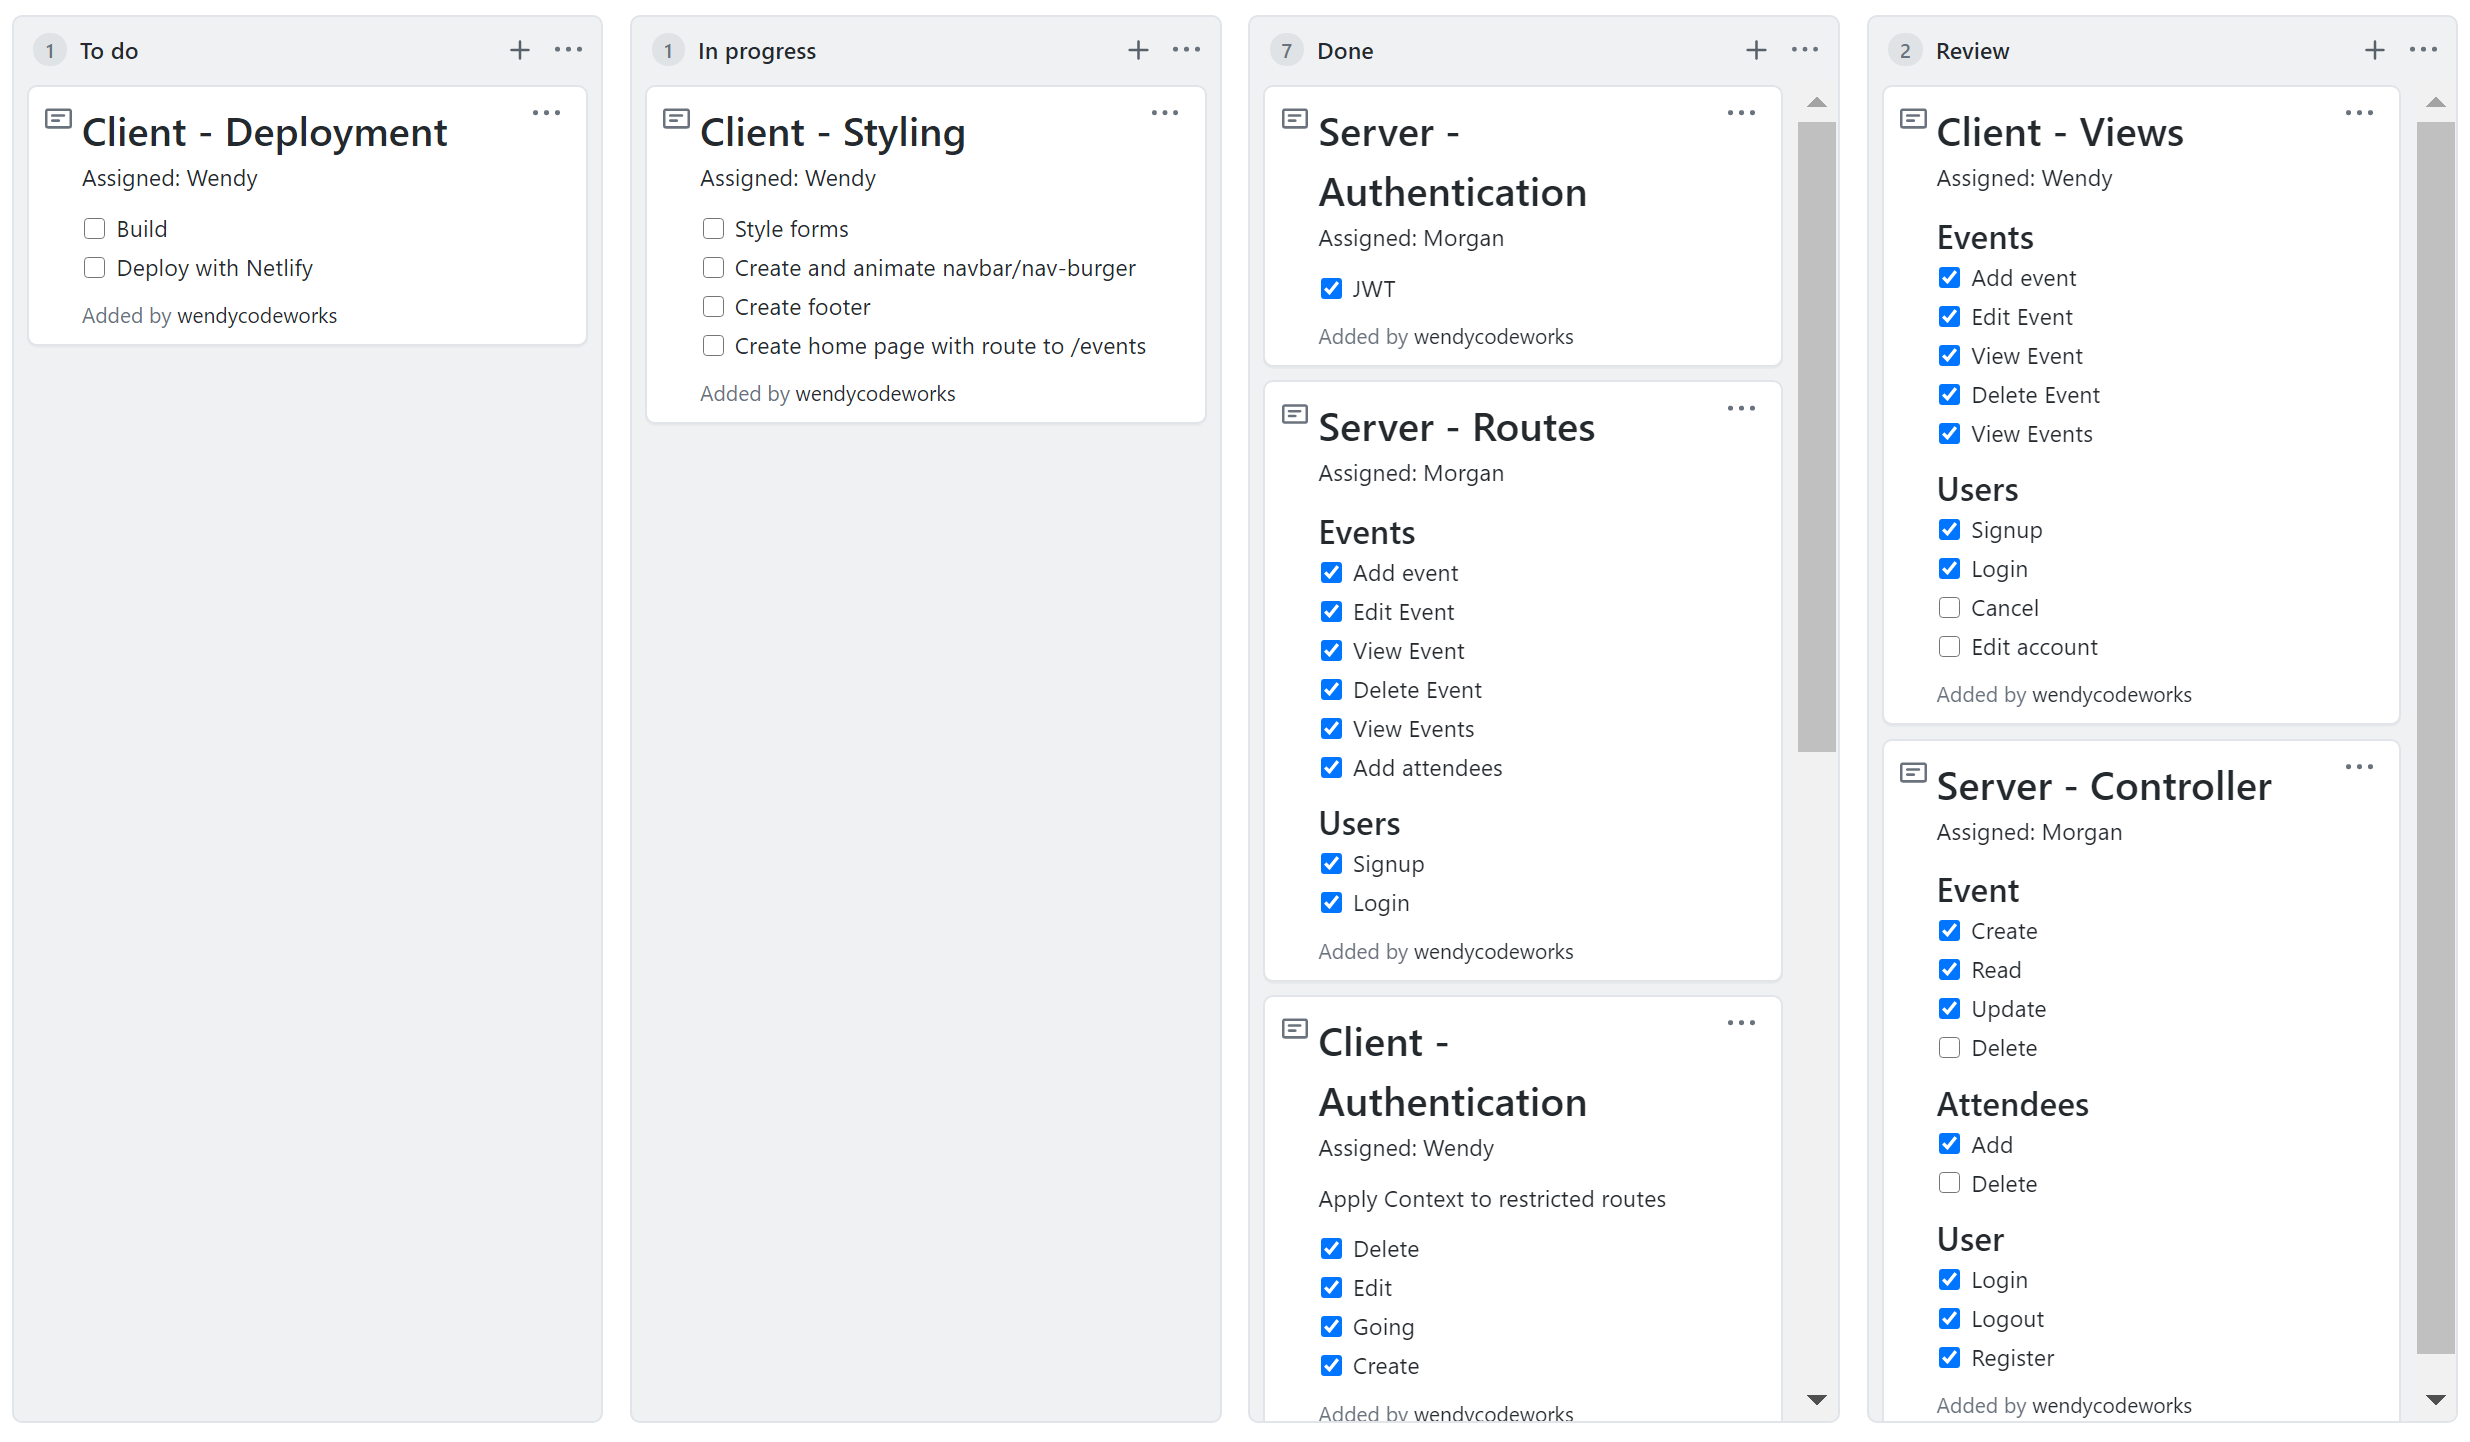 1 To do
Client - Deployment
Assigned: Wendy
Build
Deploy with Netlify
Added by wendycodeworks
1 In progress
Client - Styling
Assigned: Wendy
Style forms
Create and animate navbar/nav-burger
Create footer
Create home page with route to /events
Added by wendycodeworks
7 Done
Server -
Authentication
Assigned: Morgan
JWT
Added by wendycodeworks
Server - Routes
Assigned: Morgan
Events
Add event
Edit Event
View Event
Delete Event
View Events
Add attendees
Users
Signup
Login
Added by wendycodeworks
Client -
Authentication
Assigned: Wendy
Apply Context to restricted routes
Delete
Edit
Going
Create
Added by wendycodeworks
2 Review
Client - Views
Assigned: Wendy
Events
Add event
Edit Event
View Event
Delete Event
View Events
Users
Signup
Login
Cancel
Edit account
Added by wendycodeworks
Server - Controller
Assigned: Morgan
Event
Create
Read
Update
Delete
Attendees
Add
Delete
User
Login
Logout
Register
Added by wendycodeworks